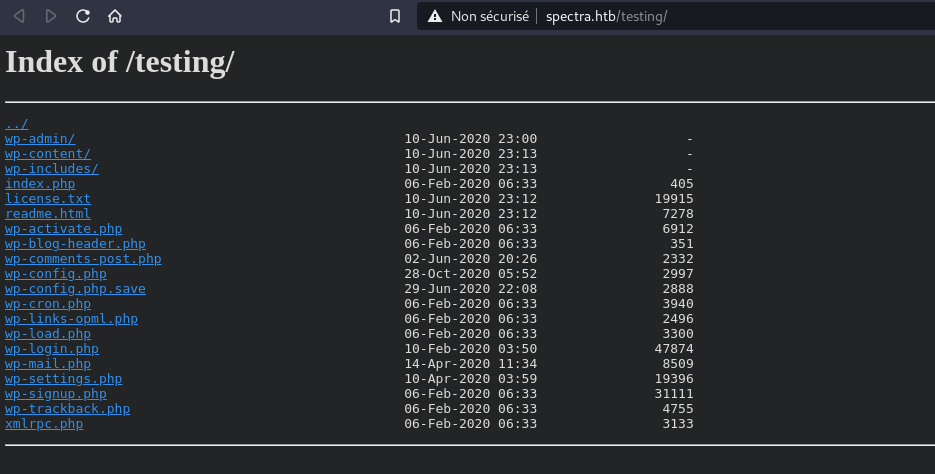 Non sécurisé | spectra.htb/testing/
Index of /testing/
../
wp-admin/ 10-Jun-2020 23:00 -
wp-content/ 10-Jun-2020 23:13 -
wp-includes/ 10-Jun-2020 23:13 -
index.php 06-Feb-2020 06:33 405
license.txt 10-Jun-2020 23:12 19915
readme.html 10-Jun-2020 23:12 7278
wp-activate.php 06-Feb-2020 06:33 6912
wp-blog-header.php 06-Feb-2020 06:33 351
wp-comments-post.php 02-Jun-2020 20:26 2332
wp-config.php 28-Oct-2020 05:52 2997
wp-config.php.save 29-Jun-2020 22:08 2888
wp-cron.php 06-Feb-2020 06:33 3940
wp-links-opml.php 06-Feb-2020 06:33 2496
wp-load.php 06-Feb-2020 06:33 3300
wp-login.php 10-Feb-2020 03:50 47874
wp-mail.php 14-Apr-2020 11:34 8509
wp-settings.php 10-Apr-2020 03:59 19396
wp-signup.php 06-Feb-2020 06:33 31111
wp-trackback.php 06-Feb-2020 06:33 4755
xmlrpc.php 06-Feb-2020 06:33 3133